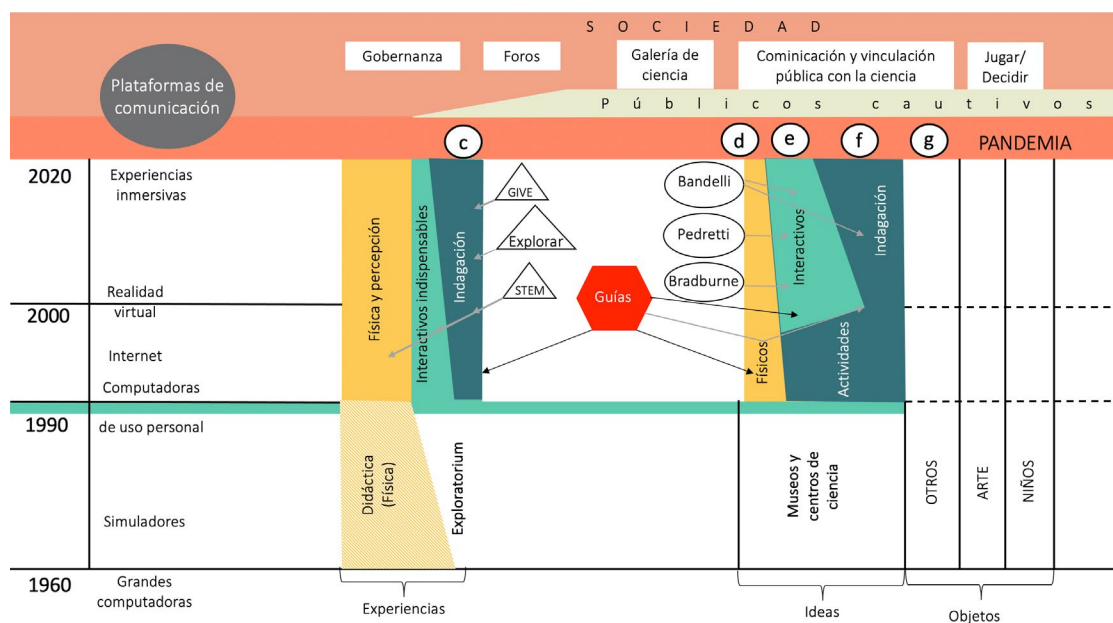 S O C I E D A D
Gobernanza
Foros
Galería de
ciencia
Cominicación y vinculación
pública con la ciencia
Jugar/
Decidir
Plataformas de
comunicación
P ú b l i c o s c a u t i v o s
c
d
e
f
g
PANDEMIA
2020
Experiencias
inmersivas
Realidad
virtual
2000
Internet
Computadoras
1990
de uso personal
Simuladores
1960
Grandes
computadoras
Física y percepción
Interactivos indispensables
Indagación
GIVE
Explorar
STEM
Guías
Bandelli
Pedretti
Bradburne
Físicos
Interactivos
Indagación
Actividades
Didáctica
(Física)
Exploratorium
Museos y
centros de
ciencia
OTROS
ARTE
NIÑOS
Experiencias
Ideas
Objetos